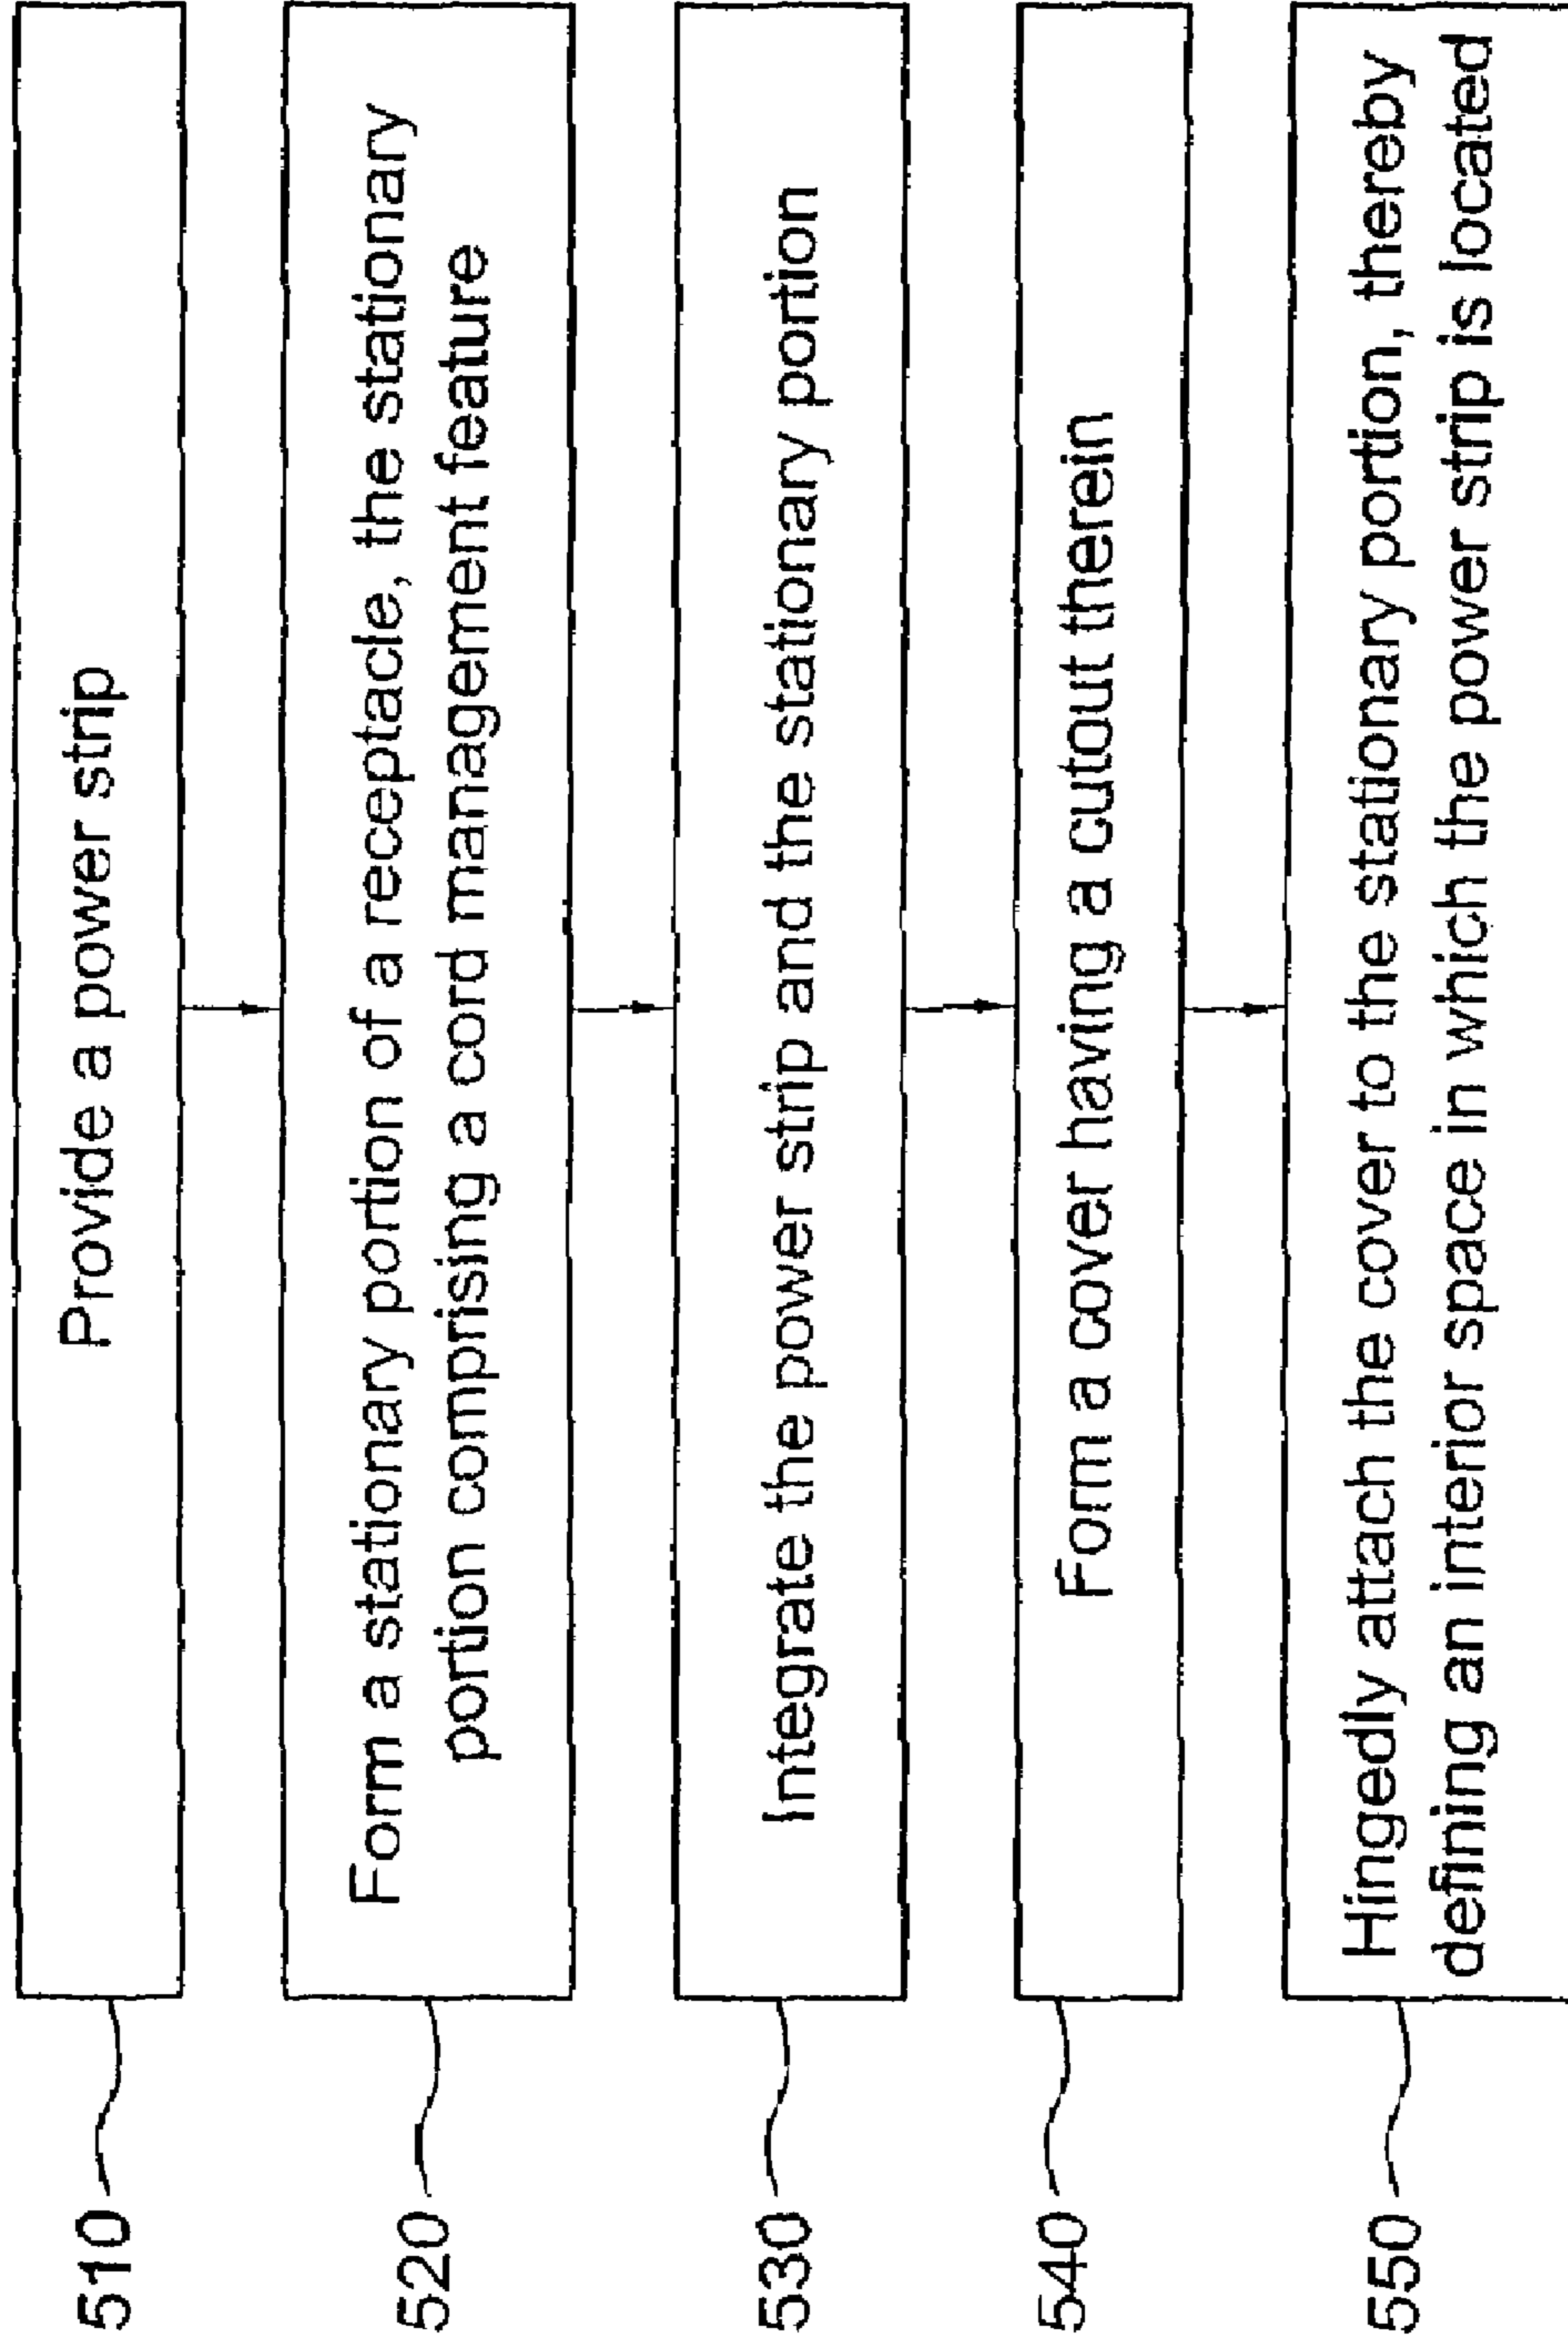 510
Provide a power strip
520
Form a stationary portion of a receptacle, the stationary
portion comprising a cord management feature
530
Integrate the power strip and the stationary portion
540
Form a cover having a cutout therein
550
Hingedly attach the cover to the stationary portion, thereby
defining an interior space in which the power strip is located